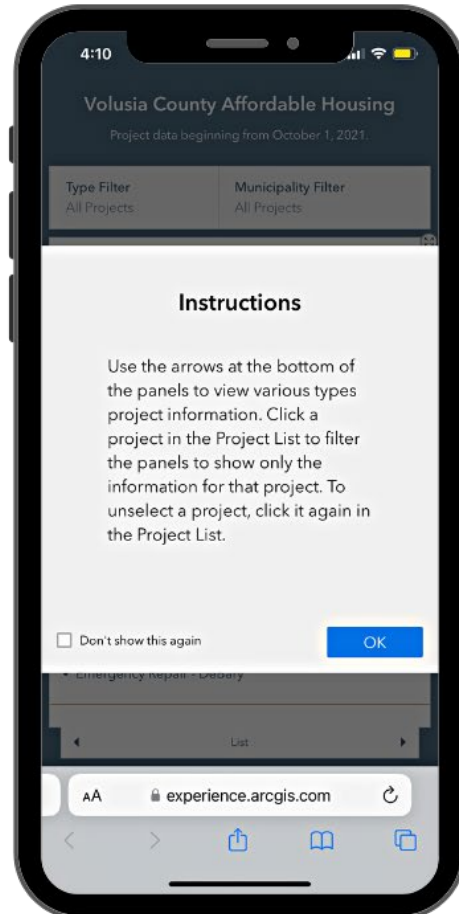 4:10
Volusia County Affordable Housing
Project data beginning from October 1, 2021.
Type Filter
All Projects
Municipality Filter
All Projects
Instructions
Use the arrows at the bottom of
the panels to view various types
project information. Click a
project in the Project List to filter
the panels to show only the
information for that project. To
unselect a project, click it again in
the Project List.
Don't show this again
OK
• Emergency Repair - Debary
List
AA
experience.arcgis.com